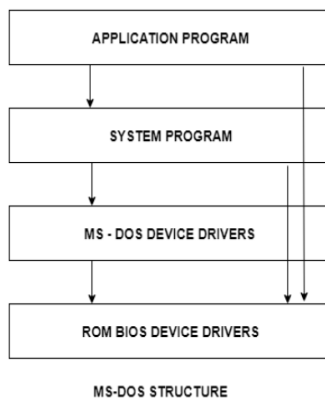 APPLICATION PROGRAM
SYSTEM PROGRAM
MS - DOS DEVICE DRIVERS
ROM BIOS DEVICE DRIVERS
MS-DOS STRUCTURE